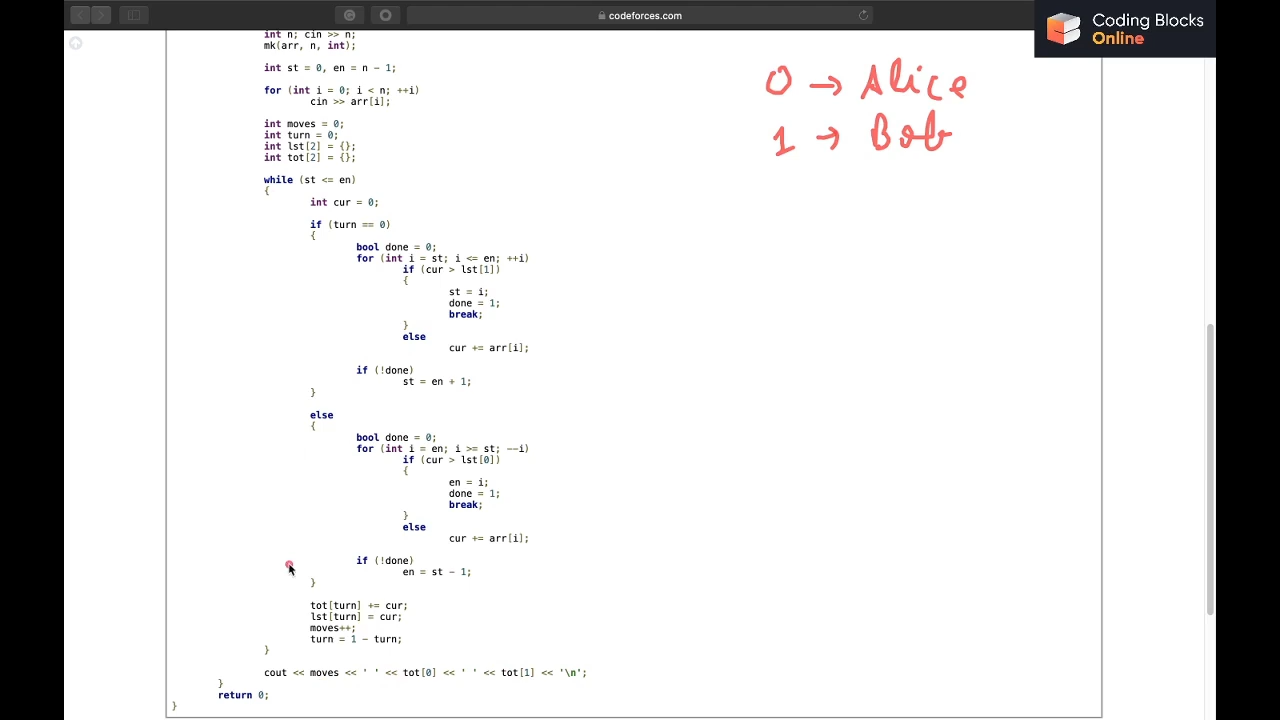 codeforces.com
Coding Blocks
Online
int n; cin >> n;
mk(arr, n, int);
int st = 0, en = n - 1;
for (int i = 0; i < n; ++i)
cin >> arr[i];
int moves = 0;
int turn = 0;
int lst[2] = {};
int tot[2] = {};
while (st <= en)
{
int cur = 0;
if (turn == 0)
{
bool done = 0;
for (int i = st; i <= en; ++i)
if (cur > lst[1])
{
st = i;
done = 1;
break;
}
else
cur += arr[i];
if (!done)
st = en + 1;
}
else
{
bool done = 0;
for (int i = en; i >= st; --i)
if (cur > lst[0])
{
en = i;
done = 1;
break;
}
else
cur += arr[i];
if (!done)
en = st - 1;
}
tot[turn] += cur;
lst[turn] = cur;
moves++;
turn = 1 - turn;
}
cout << moves << ' ' << tot[0] << ' ' << tot[1] << '\n';
}
return 0;
}
0 → Alice
1 → Bob